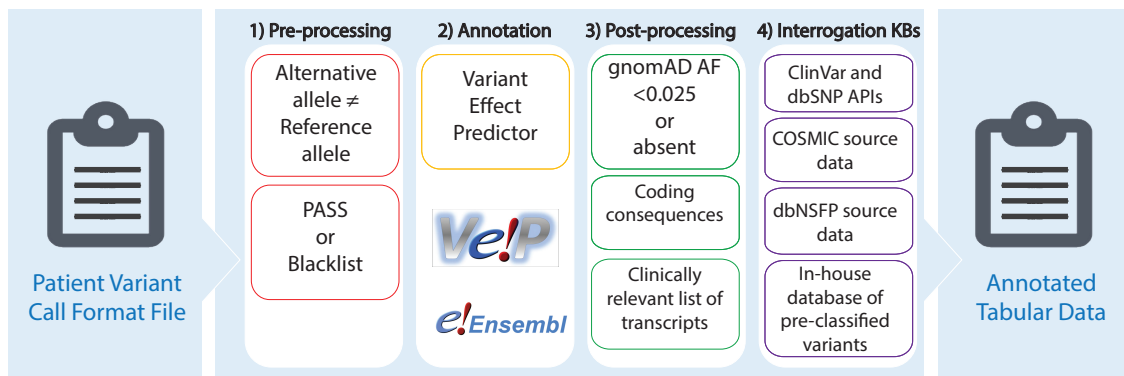 Patient Variant
Call Format File
1) Pre-processing
Alternative
allele ≠
Reference
allele
PASS
or
Blacklist
2) Annotation
Variant
Effect
Predictor
Ve!P
e!Ensembl
3) Post-processing
gnomAD AF
<0.025
or
absent
Coding
consequences
Clinically
relevant list of
transcripts
4) Interrogation KBs
ClinVar and
dbSNP APIs
COSMIC source
data
dbNSFP source
data
In-house
database of
pre-classified
variants
Annotated
Tabular Data